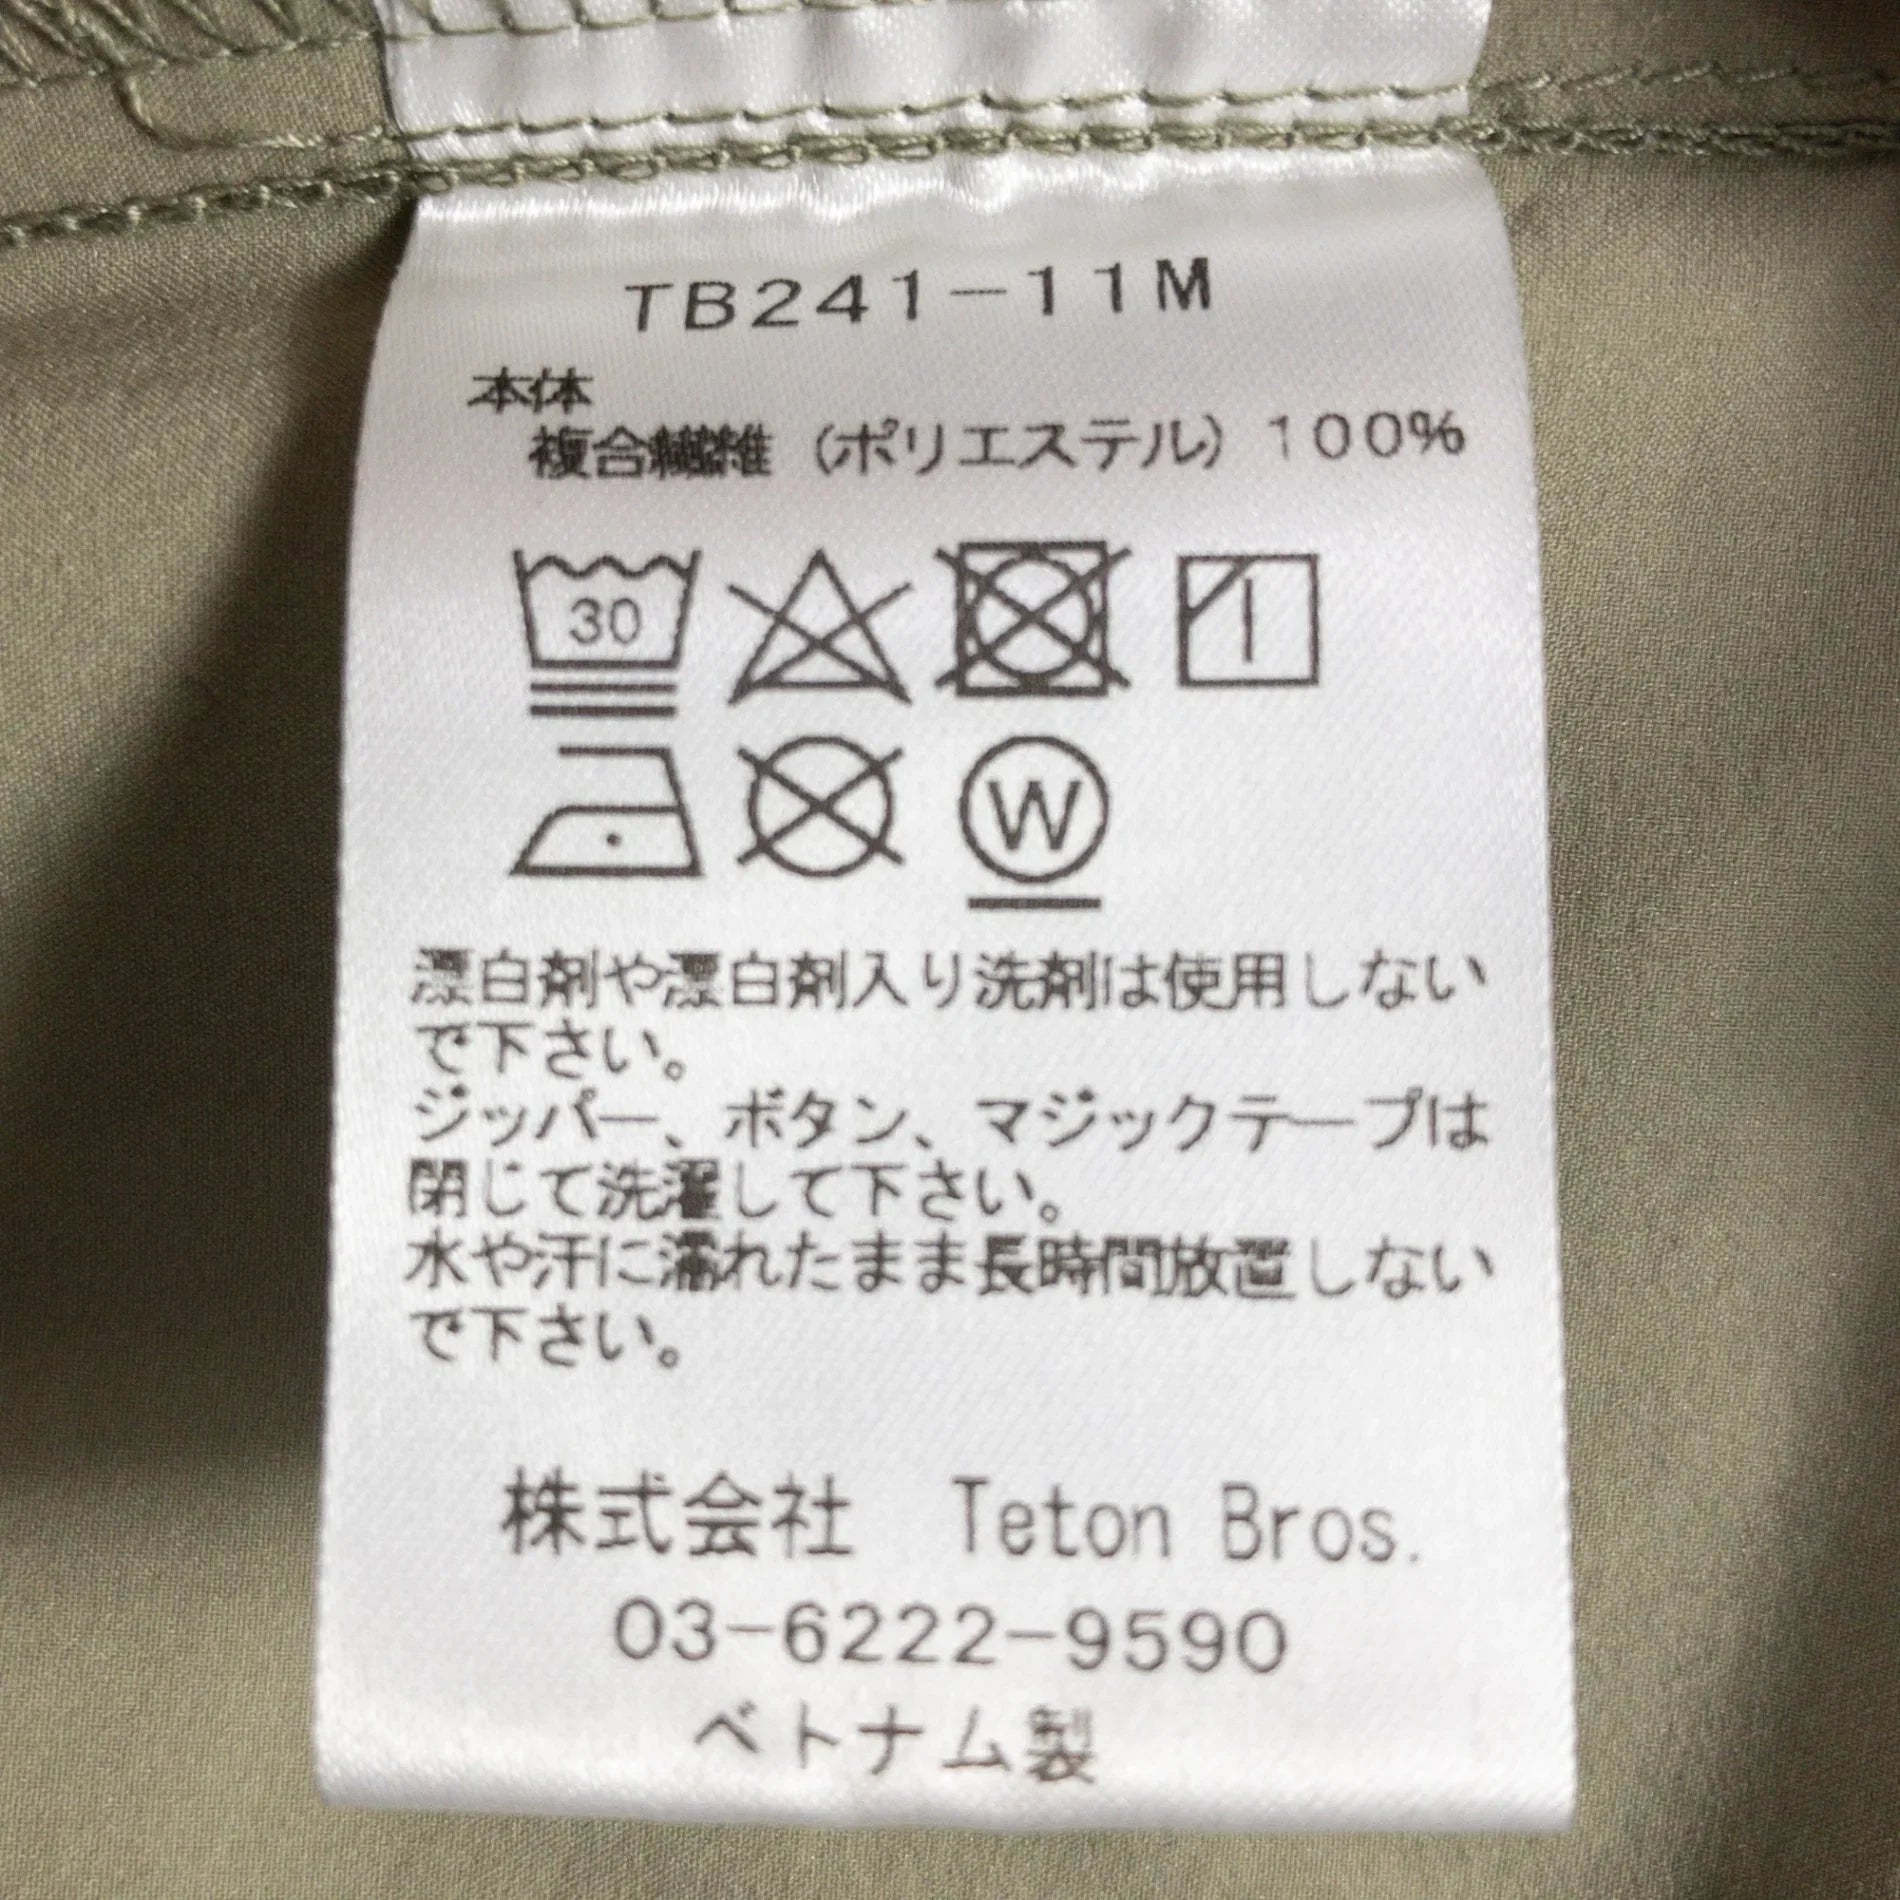 TB241-11M
本体
複合繊維 (ポリエステル) 100%
30
W
漂白剤や漂白剤入り洗剤は使用しない
で下さい。
ジッパー、ボタン、マジックテープは
閉じて洗濯して下さい。
水や汗に濡れたまま長時間放置しない
で下さい。
株式会社 Teton Bros.
03-6222-9590
ベトナム製